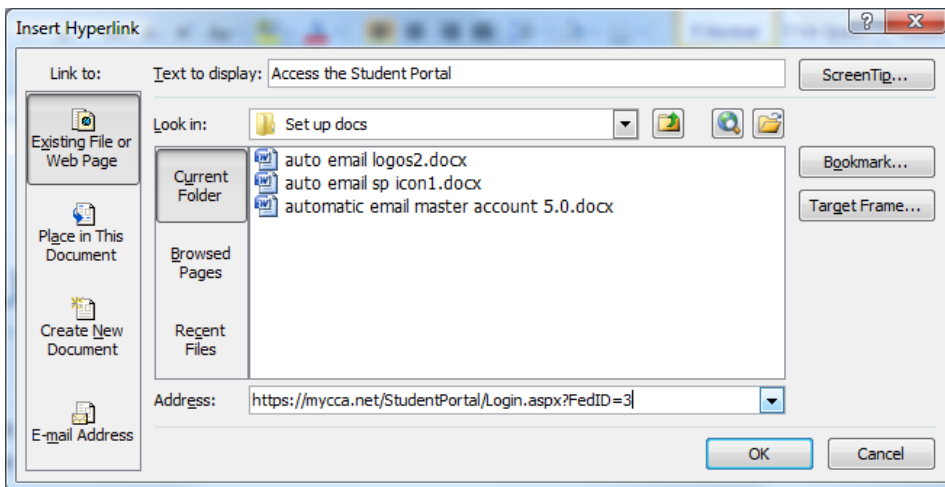 Insert Hyperlink
Link to:
Text to display: Access the Student Portal
ScreenTip...
Existing File or
Web Page
Look in: Set up docs
Current
Folder
auto email logos2.docx
auto email sp icon1.docx
automatic email master account 5.0.docx
Bookmark...
Target Frame...
Place in This
Document
Browsed
Pages
Create New
Document
Recent
Files
Address: https://mycca.net/StudentPortal/Login.aspx?FedID=3
E-mail Address
OK
Cancel